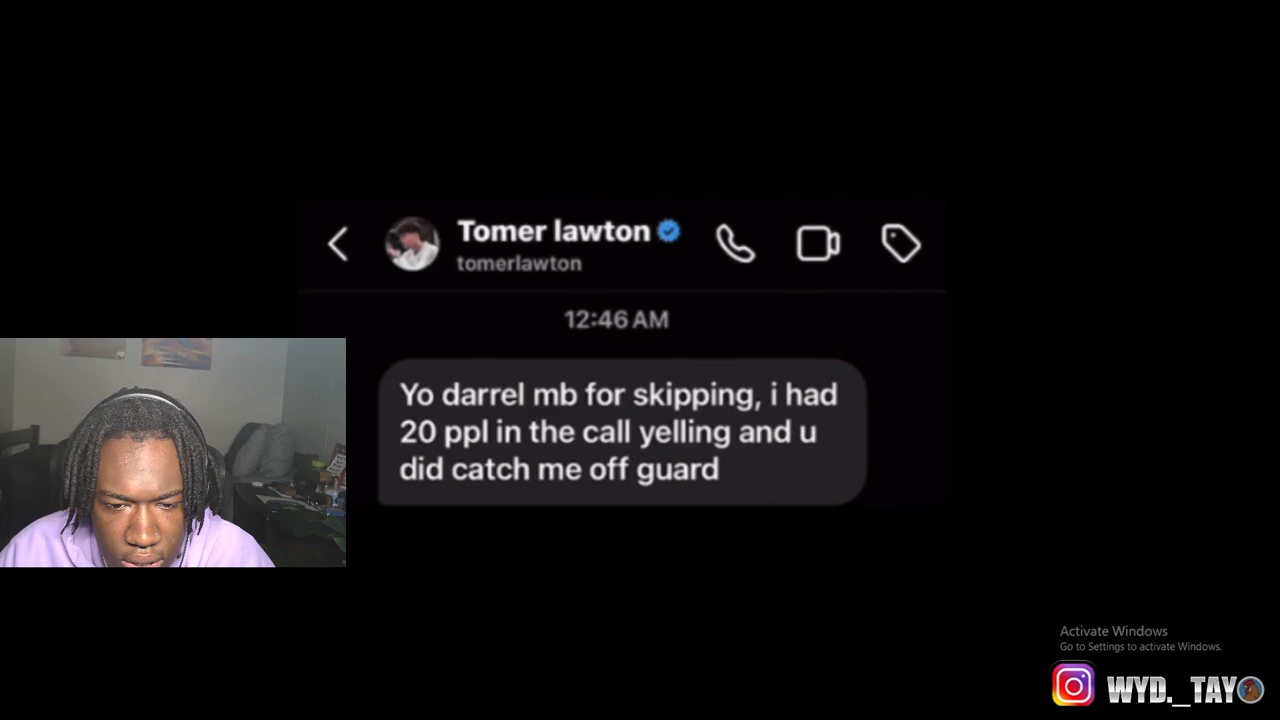 Tomer lawton
tomerlawton
12:46 AM
Yo darrel mb for skipping, i had
20 ppl in the call yelling and u
did catch me off guard
Activate Windows
Go to Settings to activate Windows.
WYD._TAY